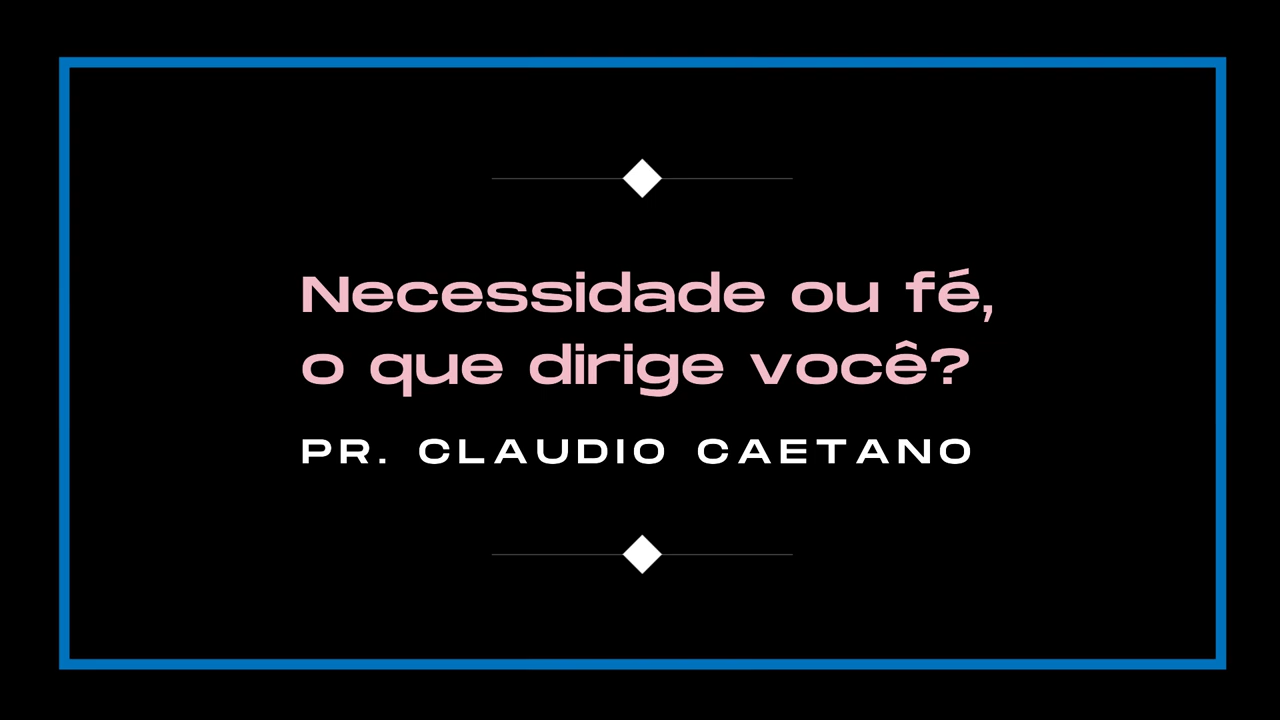 Necessidade ou fé,
o que dirige você?
PR. CLAUDIO CAETANO